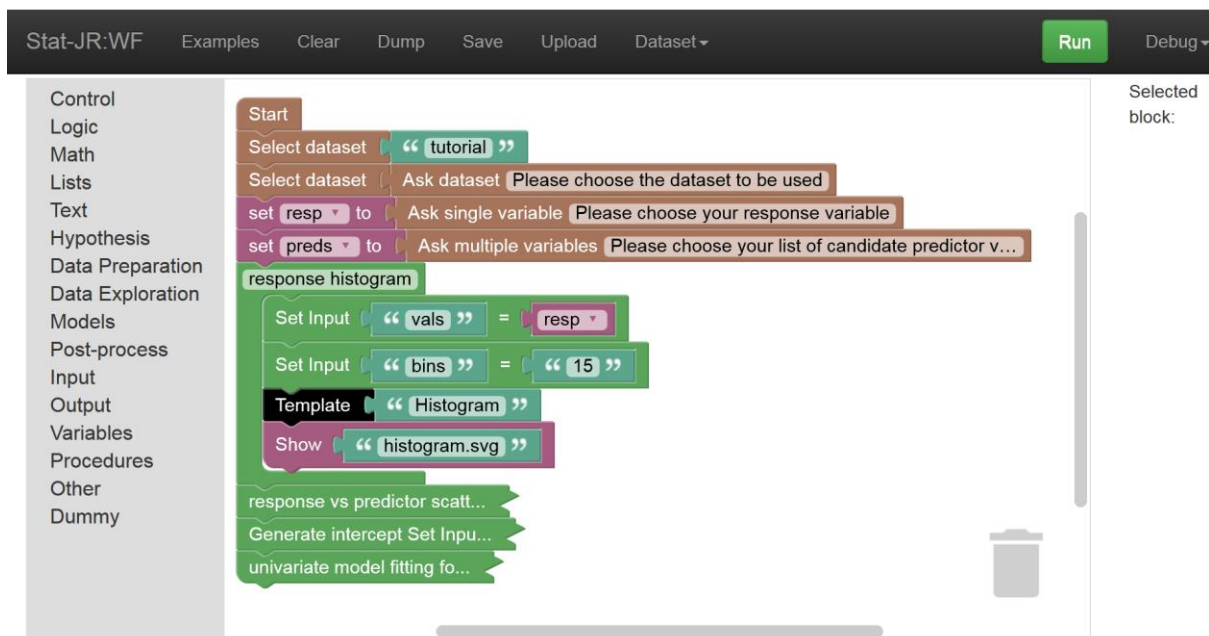 Stat-JR:WF Examples Clear Dump Save Upload Dataset Run Debug
Control
Logic
Math
Lists
Text
Hypothesis
Data Preparation
Data Exploration
Models
Post-process
Input
Output
Variables
Procedures
Other
Dummy
Start
Select dataset “ tutorial ”
Select dataset Ask dataset Please choose the dataset to be used
set resp to Ask single variable Please choose your response variable
set preds to Ask multiple variables Please choose your list of candidate predictor v...
response histogram
Set Input “ vals ” = resp
Set Input “ bins ” = “ 15 ”
Template “ Histogram ”
Show “ histogram.svg ”
response vs predictor scatt...
Generate intercept Set Inpu...
univariate model fitting fo...
Selected
block: